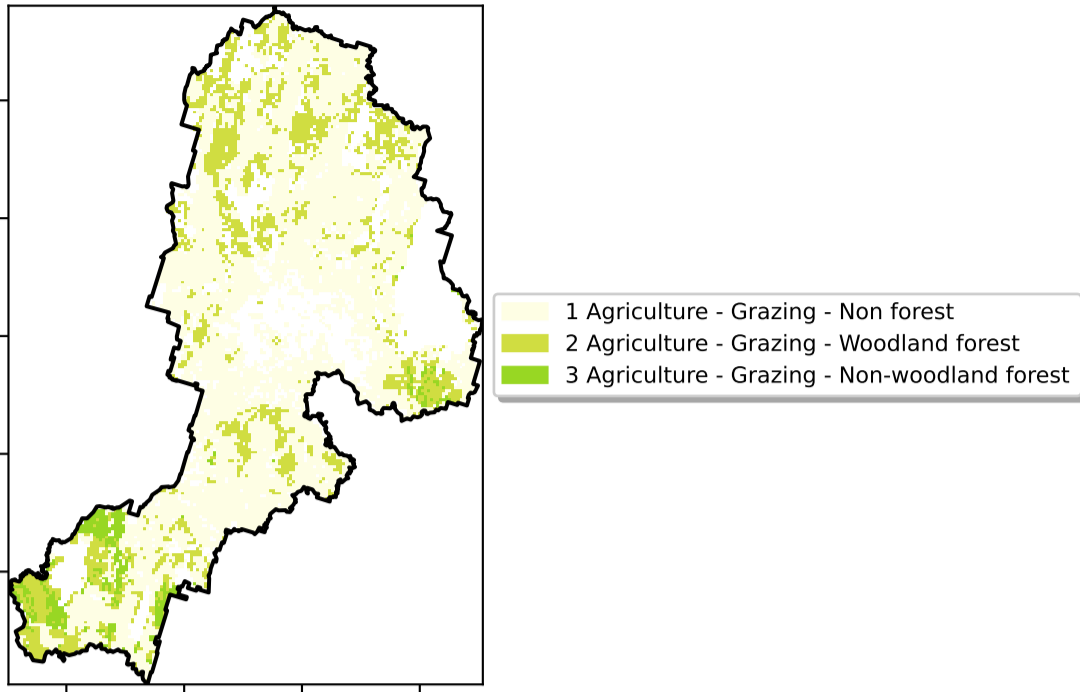 1 Agriculture - Grazing - Non forest
2 Agriculture - Grazing - Woodland forest
3 Agriculture - Grazing - Non-woodland forest